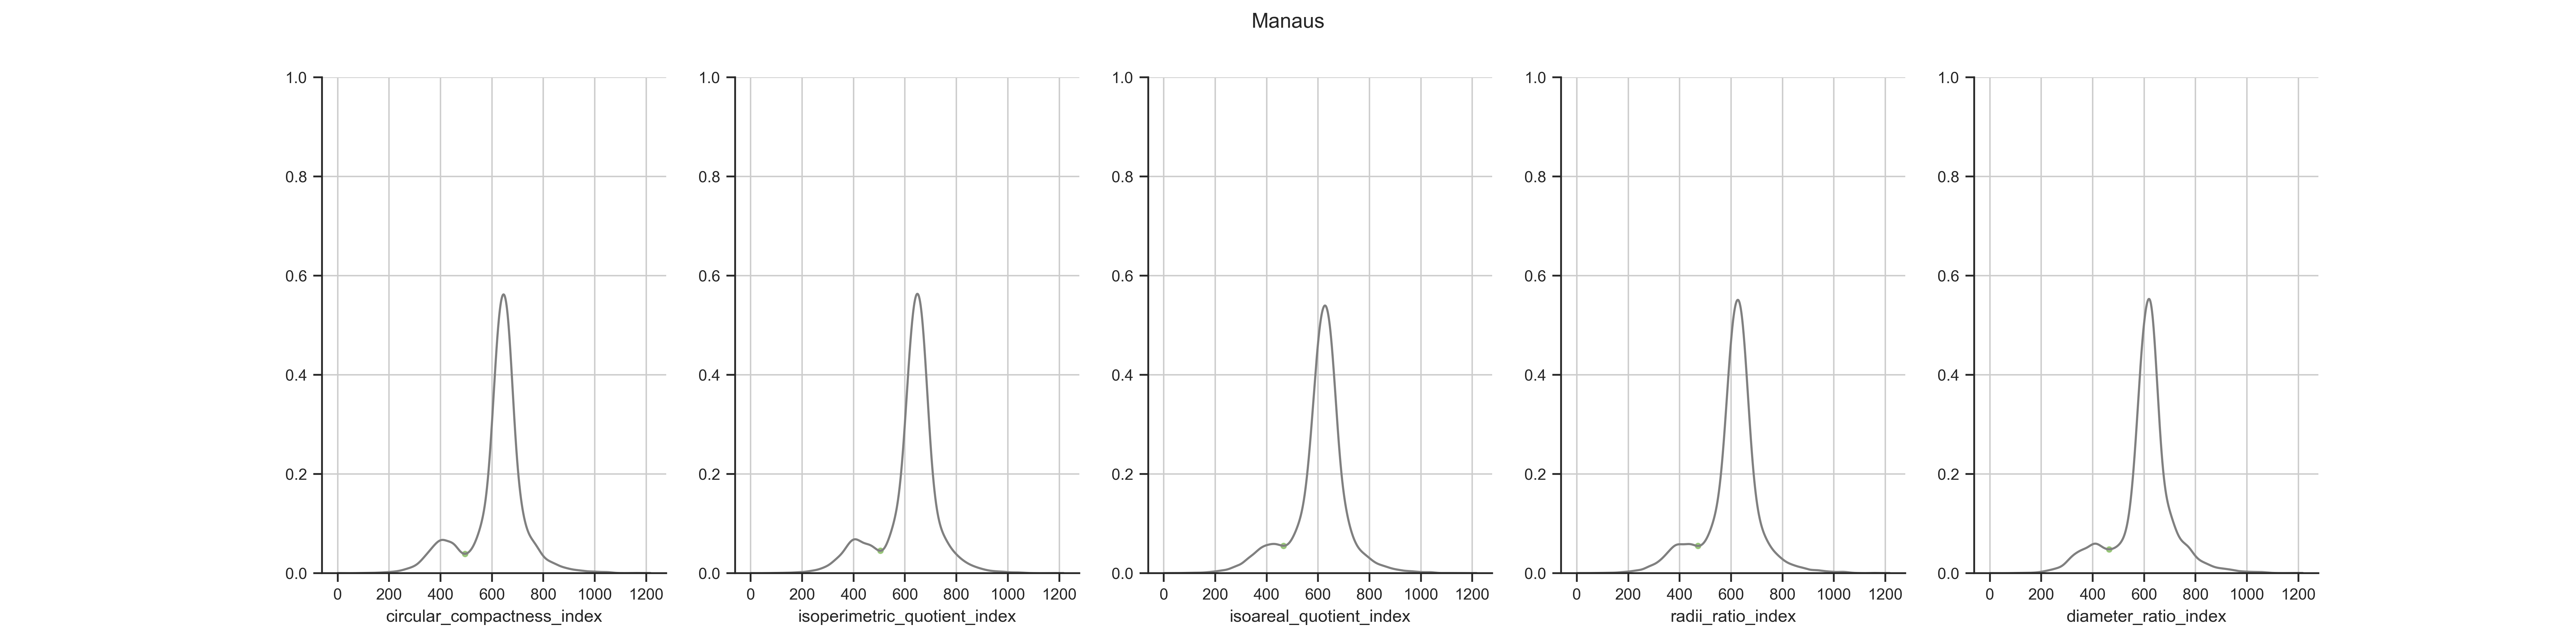 Manaus
1.0 1.0 1.0 1.0 1.0
0.8 0.8 0.8 0.8 0.8
0.6 0.6 0.6 0.6 0.6
0.4 0.4 0.4 0.4 0.4
0.2 0.2 0.2 0.2 0.2
0.0 0.0 0.0 0.0 0.0
0 200 400 600 800 1000 1200 0 200 400 600 800 1000 1200 0 200 400 600 800 1000 1200 0 200 400 600 800 1000 1200 0 200 400 600 800 1000 1200
circular_compactness_index isoperimetric_quotient_index isoareal_quotient_index radii_ratio_index diameter_ratio_index